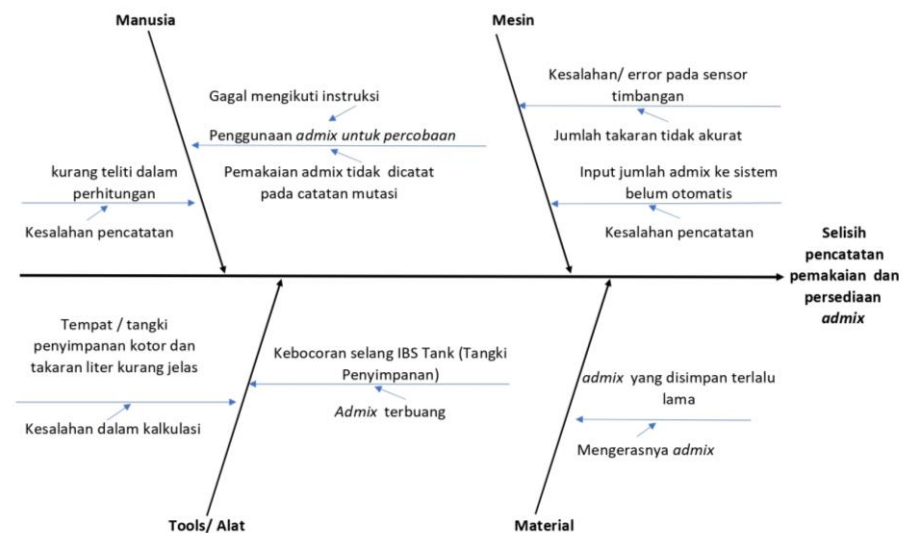 Manusia
Mesin
Gagal mengikuti instruksi
Penggunaan admix untuk percobaan
Pemakaian admix tidak dicatat
pada catatan mutasi
kurang teliti dalam
perhitungan
Kesalahan pencatatan
Kesalahan/ error pada sensor
timbangan
Jumlah takaran tidak akurat
Input jumlah admix ke sistem
belum otomatis
Kesalahan pencatatan
Selisih
pencatatan
pemakaian dan
persediaan
admix
Tempat / tangki
penyimpanan kotor dan
takaran liter kurang jelas
Kesalahan dalam kalkulasi
Kebocoran selang IBS Tank (Tangki
Penyimpanan)
Admix terbuang
admix yang disimpan terlalu
lama
Mengerasnya admix
Tools/ Alat
Material